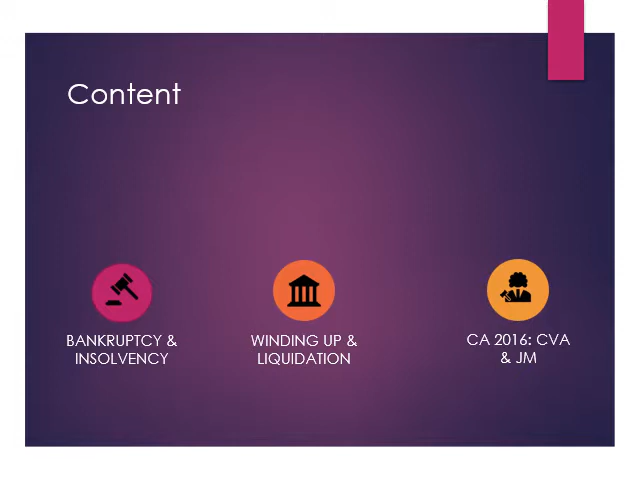 Content
BANKRUPTCY &
INSOLVENCY
WINDING UP &
LIQUIDATION
CA 2016: CVA
& JM